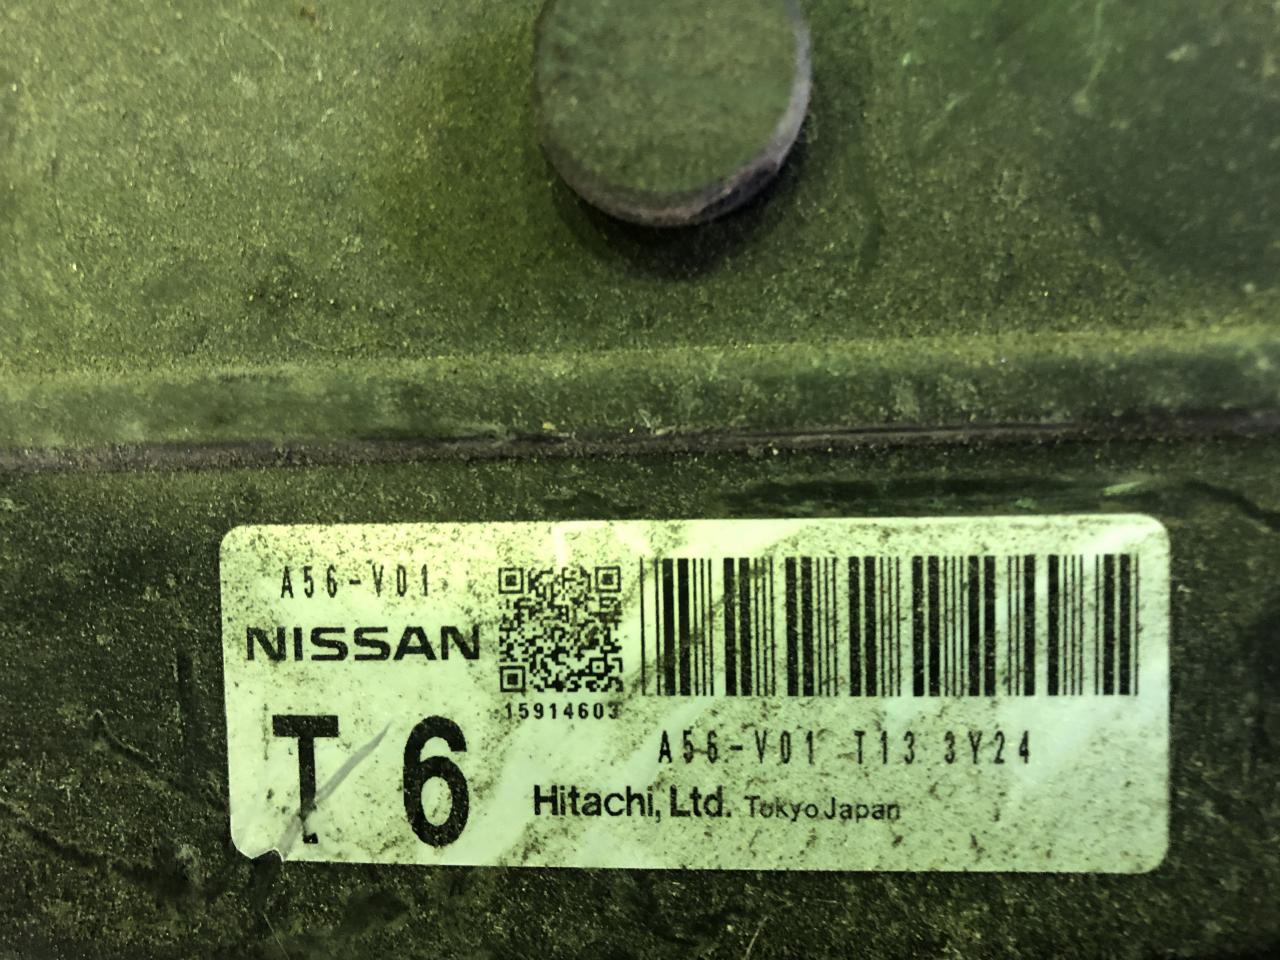 A56-V01
NISSAN
T 6
15914603
A56-V01 T13 3Y24
Hitachi, Ltd. Tokyo Japan